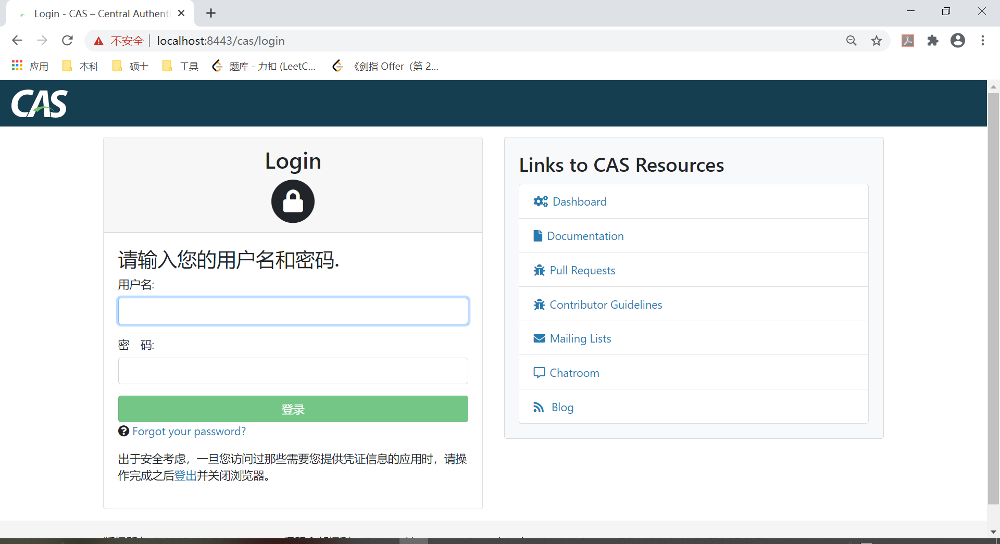 Login - CAS – Central Authenti
不安全 | localhost:8443/cas/login
应用 本科 硕士 工具 题库 - 力扣 (LeetC... 《剑指 Offer（第 2...
CAS
Login
请输入您的用户名和密码.
用户名:
密 码:
登录
Forgot your password?
出于安全考虑，一旦您访问过那些需要您提供凭证信息的应用时，请操
作完成之后登出并关闭浏览器。
Links to CAS Resources
Dashboard
Documentation
Pull Requests
Contributor Guidelines
Mailing Lists
Chatroom
Blog